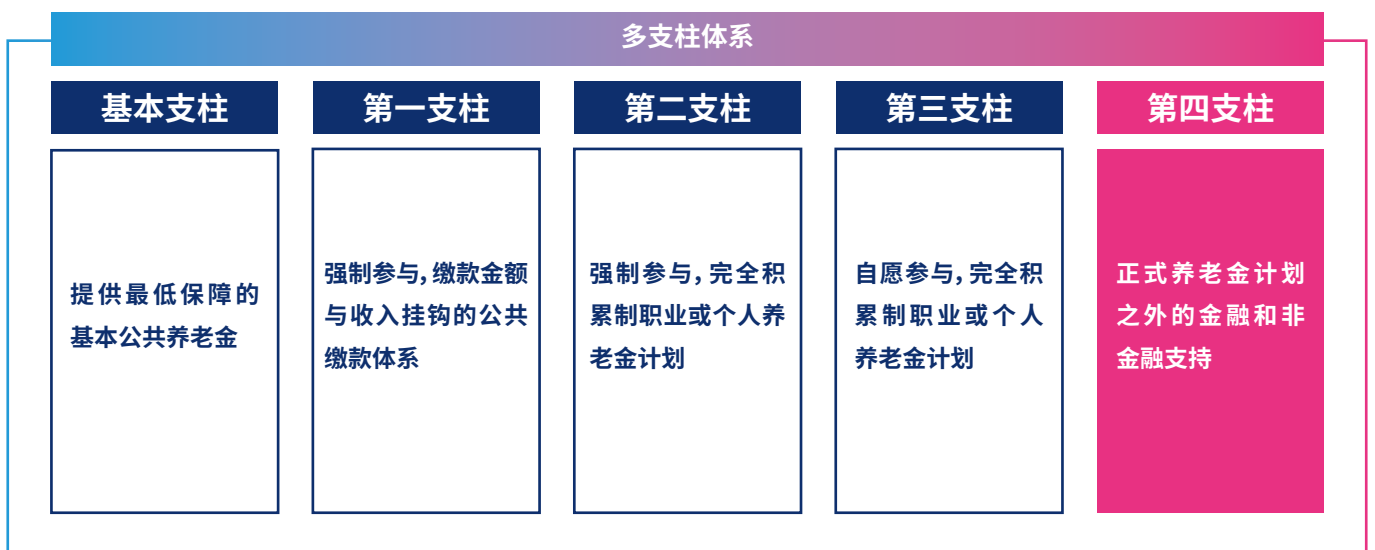 多支柱体系
基本支柱
提供最低保障的
基本公共养老金
第一支柱
强制参与,缴款金额
与收入挂钩的公共
缴款体系
第二支柱
强制参与,完全积
累制职业或个人养
老金计划
第三支柱
自愿参与,完全积
累制职业或个人
养老金计划
第四支柱
正式养老金计划
之外的金融和非
金融支持